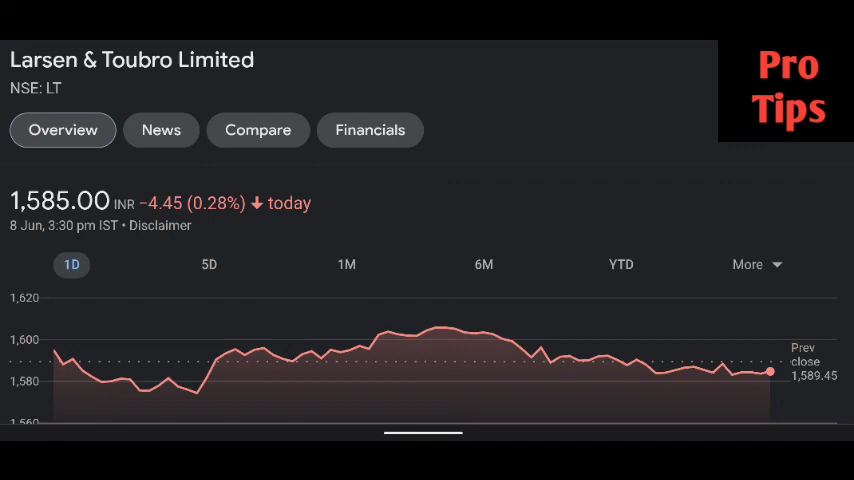 Larsen & Toubro Limited
NSE: LT
Pro
Tips
Overview
News
Compare
Financials
1,585.00 INR −4.45 (0.28%) ↓ today
8 Jun, 3:30 pm IST • Disclaimer
1D
5D
1M
6M
YTD
More
1,620
1,600
1,580
1,560
Prev
close
1,589.45